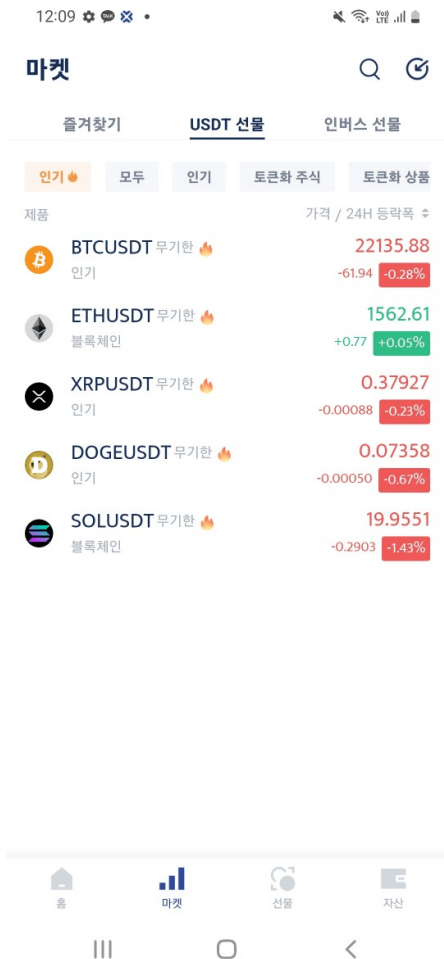 12:09
마켓
즐겨찾기 USDT 선물 인버스 선물
인기 모두 인기 토큰화 주식 토큰화 상품
제품 가격 / 24H 등락폭
BTCUSDT 무기한 22135.88
인기 -61.94 -0.28%
ETHUSDT 무기한 1562.61
블록체인 +0.77 +0.05%
XRPUSDT 무기한 0.37927
인기 -0.00088 -0.23%
DOGEUSDT 무기한 0.07358
인기 -0.00050 -0.67%
SOLUSDT 무기한 19.9551
블록체인 -0.2903 -1.43%
홈 마켓 선물 자산